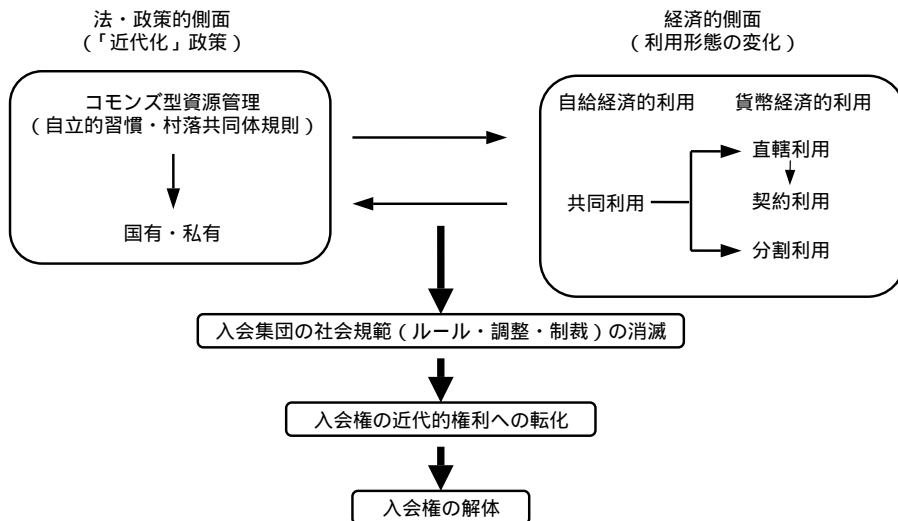 法・政策的側面
(「近代化」政策)
コモンズ型資源管理
(自立的習慣・村落共同体規則)
国有・私有
経済的側面
(利用形態の変化)
自給経済的利用
貨幣経済的利用
直轄利用
共同利用
契約利用
分割利用
入会集団の社会規範(ルール・調整・制裁)の消滅
入会権の近代的権利への転化
入会権の解体